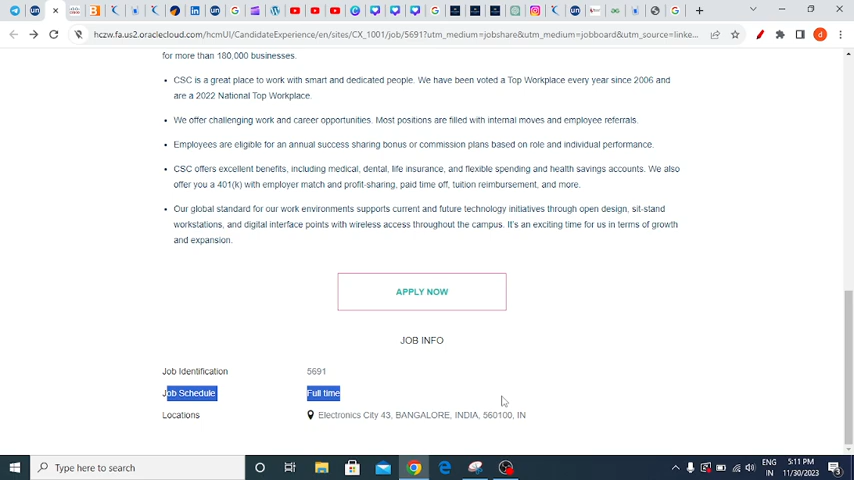 hczw.fa.us2.oraclecloud.com/hcmUI/CandidateExperience/en/sites/CX_1001/job/5691?utm_medium=jobshare&utm_medium=jobboard&utm_source=linke...
for more than 180,000 businesses.
• CSC is a great place to work with smart and dedicated people. We have been voted a Top Workplace every year since 2006 and
are a 2022 National Top Workplace.
• We offer challenging work and career opportunities. Most positions are filled with internal moves and employee referrals.
• Employees are eligible for an annual success sharing bonus or commission plans based on role and individual performance.
• CSC offers excellent benefits, including medical, dental, life insurance, and flexible spending and health savings accounts. We also
offer you a 401(k) with employer match and profit-sharing, paid time off, tuition reimbursement, and more.
• Our global standard for our work environments supports current and future technology initiatives through open design, sit-stand
workstations, and digital interface points with wireless access throughout the campus. It's an exciting time for us in terms of growth
and expansion.
APPLY NOW
JOB INFO
Job Identification 5691
Job Schedule Full time
Locations Electronics City 43, BANGALORE, INDIA, 560100, IN
Type here to search
ENG
IN
5:11 PM
11/30/2023
3